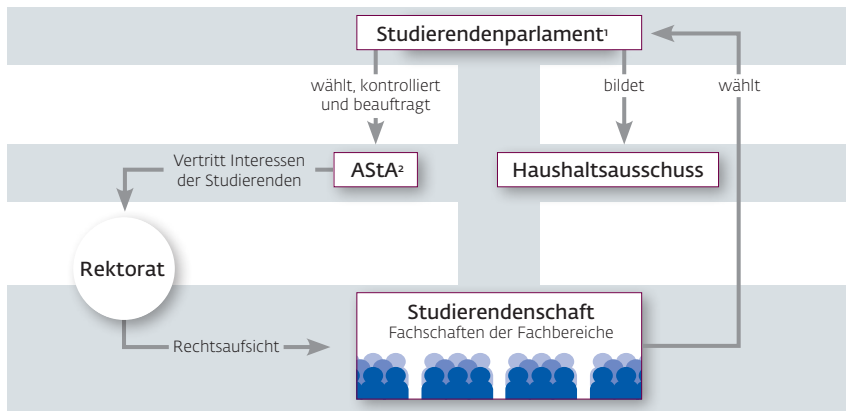 Studierendenparlament¹
wählt, kontrolliert
und beauftragt
bildet
wählt
Vertritt Interessen
der Studierenden
AStA²
Haushaltsausschuss
Rektorat
Studierendenschaft
Fachschaften der Fachbereiche
Rechtsaufsicht